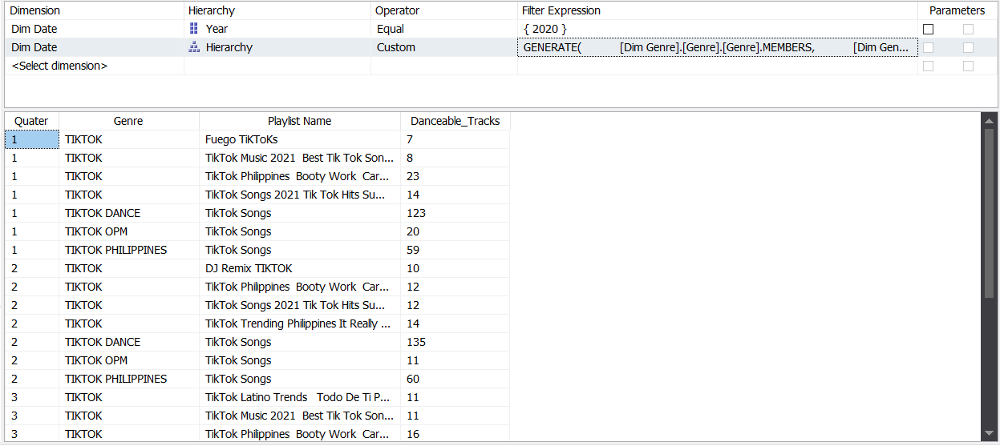 Dimension Hierarchy Operator Filter Expression Parameters
Dim Date Year Equal { 2020 }
Dim Date Hierarchy Custom GENERATE( [Dim Genre].[Genre].[Genre].MEMBERS, [Dim Gen...
<Select dimension>
Quater Genre Playlist Name Danceable_Tracks
1 TIKTOK Fuego TiKToKs 7
1 TIKTOK TikTok Music 2021 Best Tik Tok Son... 8
1 TIKTOK TikTok Philippines Booty Work Car... 23
1 TIKTOK TikTok Songs 2021 Tik Tok Hits Su... 14
1 TIKTOK DANCE TikTok Songs 123
1 TIKTOK OPM TikTok Songs 20
1 TIKTOK PHILIPPINES TikTok Songs 59
2 TIKTOK DJ Remix TIKTOK 10
2 TIKTOK TikTok Philippines Booty Work Car... 12
2 TIKTOK TikTok Songs 2021 Tik Tok Hits Su... 12
2 TIKTOK TikTok Trending Philippines It Really ... 14
2 TIKTOK DANCE TikTok Songs 135
2 TIKTOK OPM TikTok Songs 11
2 TIKTOK PHILIPPINES TikTok Songs 60
3 TIKTOK TikTok Latino Trends Todo De Ti P... 11
3 TIKTOK TikTok Music 2021 Best Tik Tok Son... 11
3 TIKTOK TikTok Philippines Booty Work Car... 16